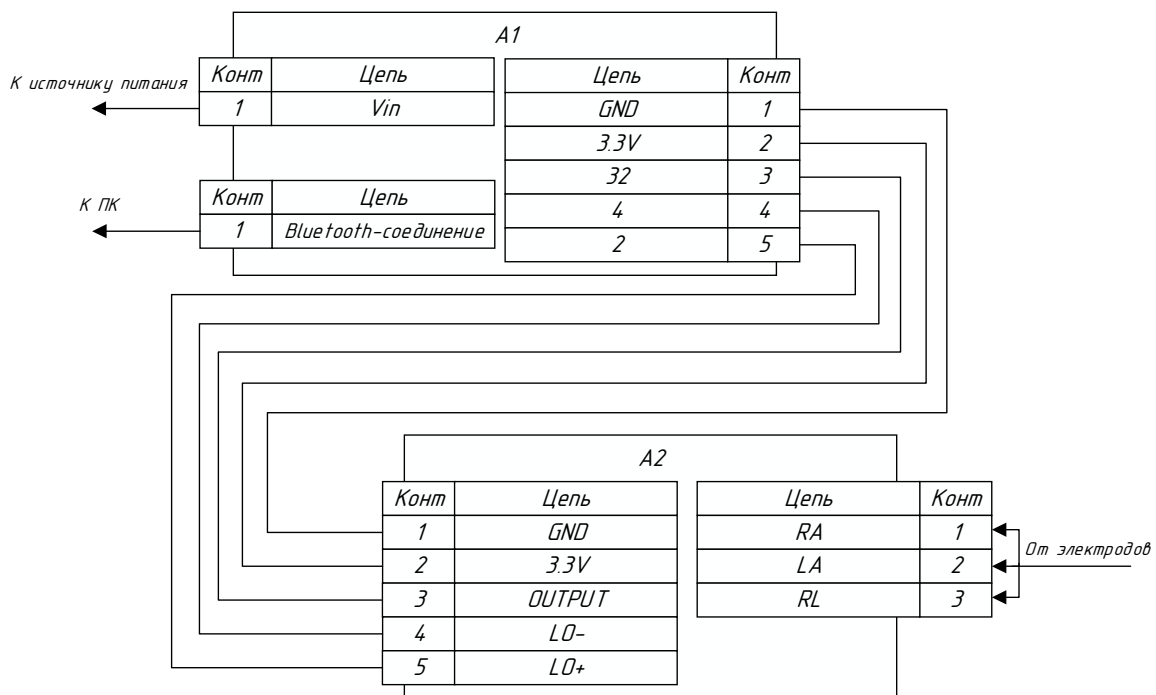 A1
Конт Цепь
1 Vin
К источнику питания
Конт Цепь
1 Bluetooth-соединение
К ПК
Цепь Конт
GND 1
3.3V 2
32 3
4 4
2 5
A2
Конт Цепь
1 GND
2 3.3V
3 OUTPUT
4 LO-
5 LO+
Цепь Конт
RA 1
LA 2
RL 3
От электродов